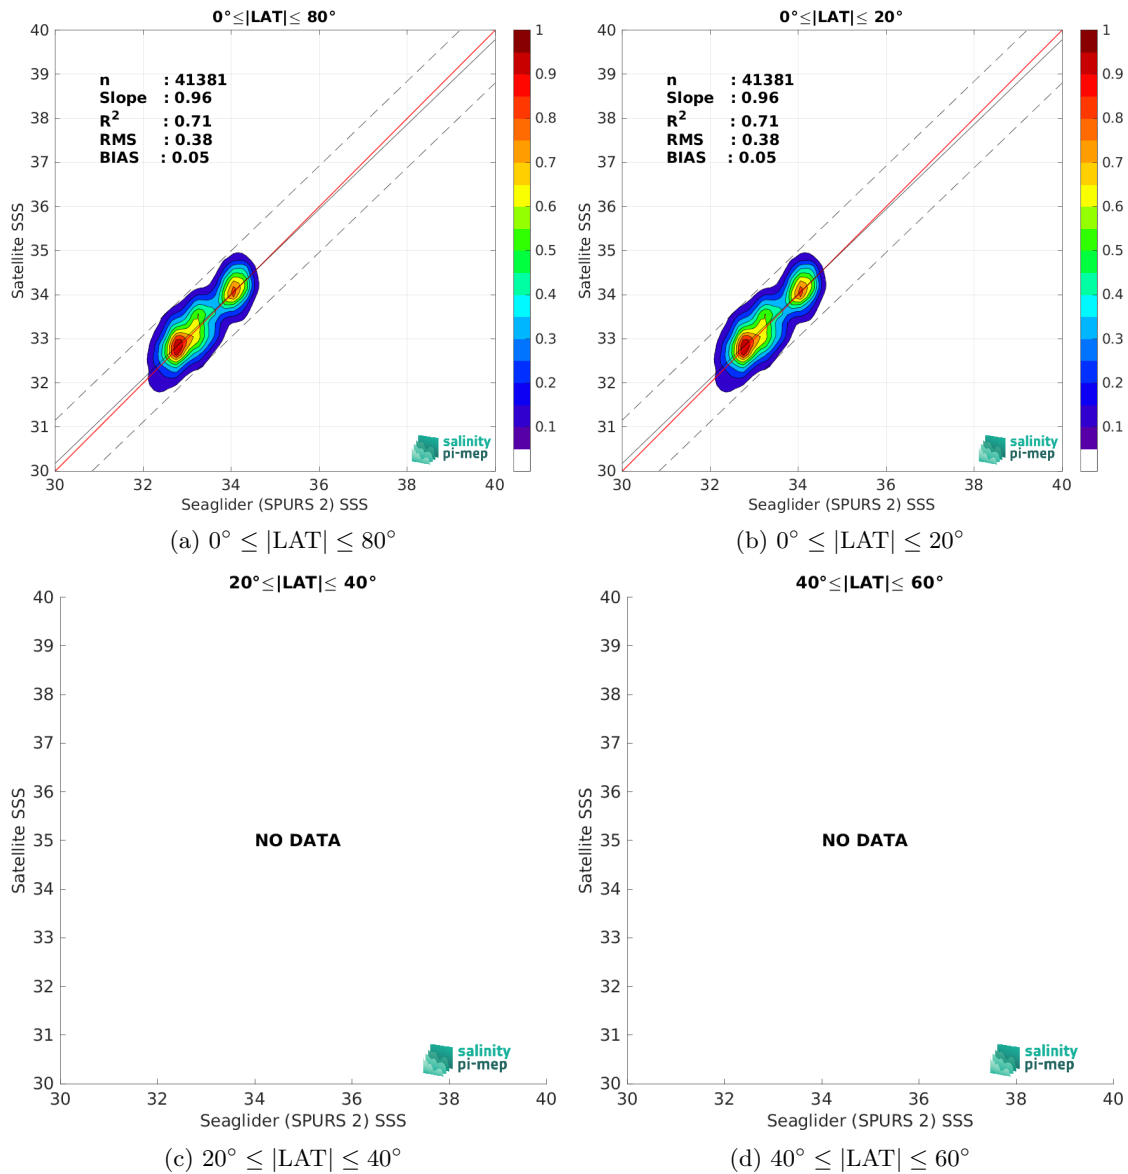 0°≤|LAT|≤ 80°
40
39
38
37
36
35
34
33
32
31
30
Satellite SSS
n : 41381
Slope : 0.96
R² : 0.71
RMS : 0.38
BIAS : 0.05
1
0.9
0.8
0.7
0.6
0.5
0.4
0.3
0.2
0.1
salinity
pi-mep
30 32 34 36 38 40
Seaglider (SPURS 2) SSS
(a) 0° ≤ |LAT| ≤ 80°
0°≤|LAT|≤ 20°
40
39
38
37
36
35
34
33
32
31
30
Satellite SSS
n : 41381
Slope : 0.96
R² : 0.71
RMS : 0.38
BIAS : 0.05
1
0.9
0.8
0.7
0.6
0.5
0.4
0.3
0.2
0.1
salinity
pi-mep
30 32 34 36 38 40
Seaglider (SPURS 2) SSS
(b) 0° ≤ |LAT| ≤ 20°
20°≤|LAT|≤ 40°
40
39
38
37
36
35
34
33
32
31
30
Satellite SSS
NO DATA
salinity
pi-mep
30 32 34 36 38 40
Seaglider (SPURS 2) SSS
(c) 20° ≤ |LAT| ≤ 40°
40°≤|LAT|≤ 60°
40
39
38
37
36
35
34
33
32
31
30
Satellite SSS
NO DATA
salinity
pi-mep
30 32 34 36 38 40
Seaglider (SPURS 2) SSS
(d) 40° ≤ |LAT| ≤ 60°